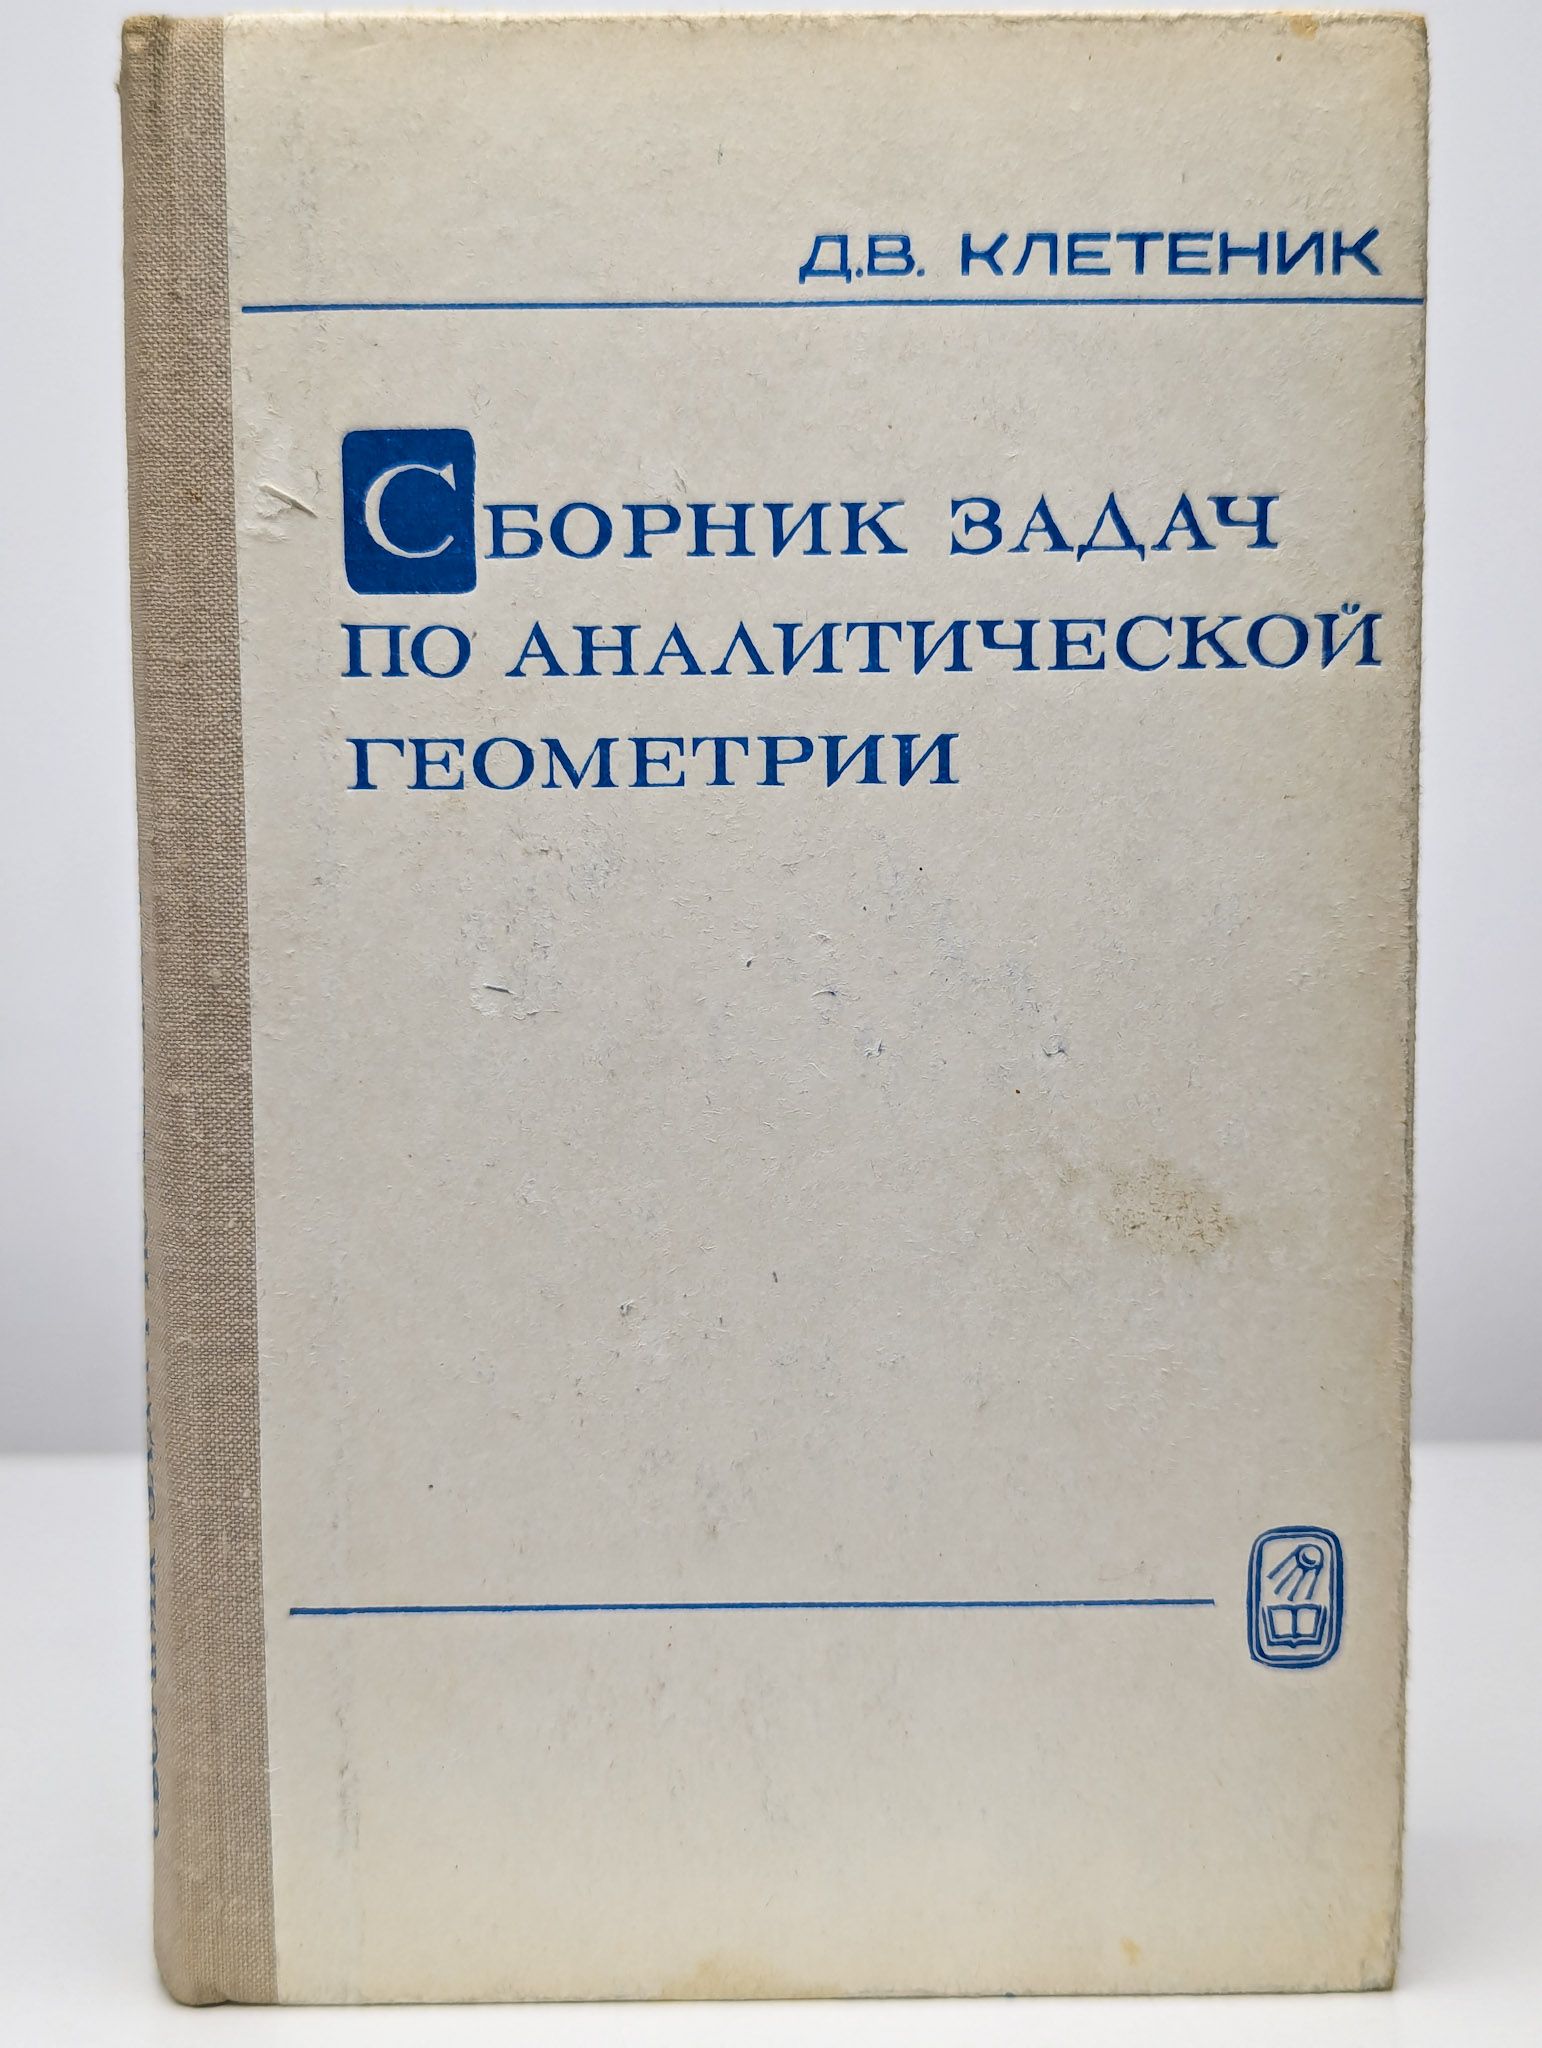 Д.В. КЛЕТЕНИК
СБОРНИК ЗАДАЧ
ПО АНАЛИТИЧЕСКОЙ
ГЕОМЕТРИИ